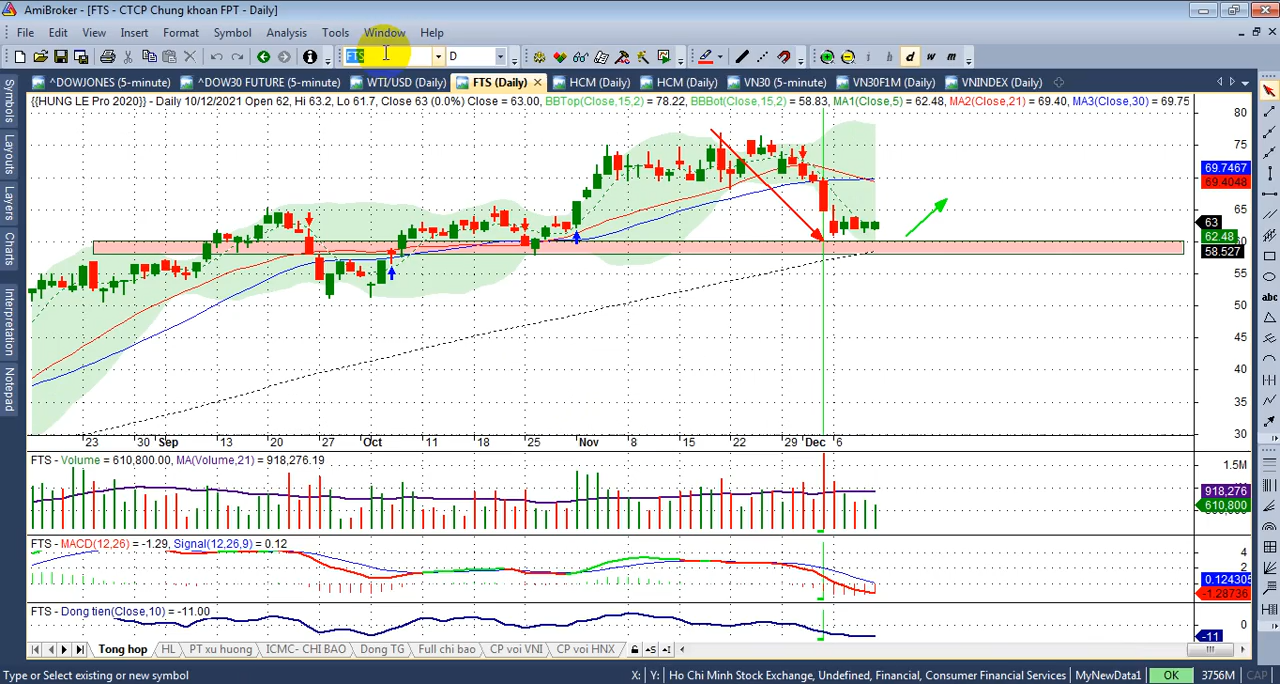 AmiBroker - [FTS - CTCP Chung khoan FPT - Daily]
File Edit View Insert Format Symbol Analysis Tools Window Help
FTS D i h d w m
^DOWJONES (5-minute) ^DOW30 FUTURE (5-minute) WTI/USD (Daily) FTS (Daily) HCM (Daily) HCM (Daily) VN30 (5-minute) VN30F1M (Daily) VNINDEX (Daily)
{{HUNG LE Pro 2020}} - Daily 10/12/2021 Open 62, Hi 63.2, Lo 61.7, Close 63 (0.0%) Close = 63.00, BBTop(Close,15,2) = 78.22, BBBot(Close,15,2) = 58.83, MA1(Close,5) = 62.48, MA2(Close,21) = 69.40, MA3(Close,30) = 69.75
Symbols
Layouts
Layers
Charts
Interpretation
Notepad
80
75
69.7467
69.4048
65
63
62.48
60
58.527
55
50
45
40
35
30
23 30 Sep 13 20 27 Oct 11 18 25 Nov 8 15 22 29 Dec 6
FTS - Volume = 610,800.00, MA(Volume,21) = 918,276.19
1.5M
918,276
610,800
FTS - MACD(12,26) = -1.29, Signal(12,26,9) = 0.12
4
2
0.124305
-1.28736
FTS - Dong tien(Close,10) = -11.00
0
-11
Tong hop HL PT xu huong ICMC- CHI BAO Dong TG Full chi bao CP voi VNI CP voi HNX
abc
Type or Select existing or new symbol X: Y: Ho Chi Minh Stock Exchange, Undefined, Financial, Consumer Financial Services MyNewData1 OK 3756M CAP